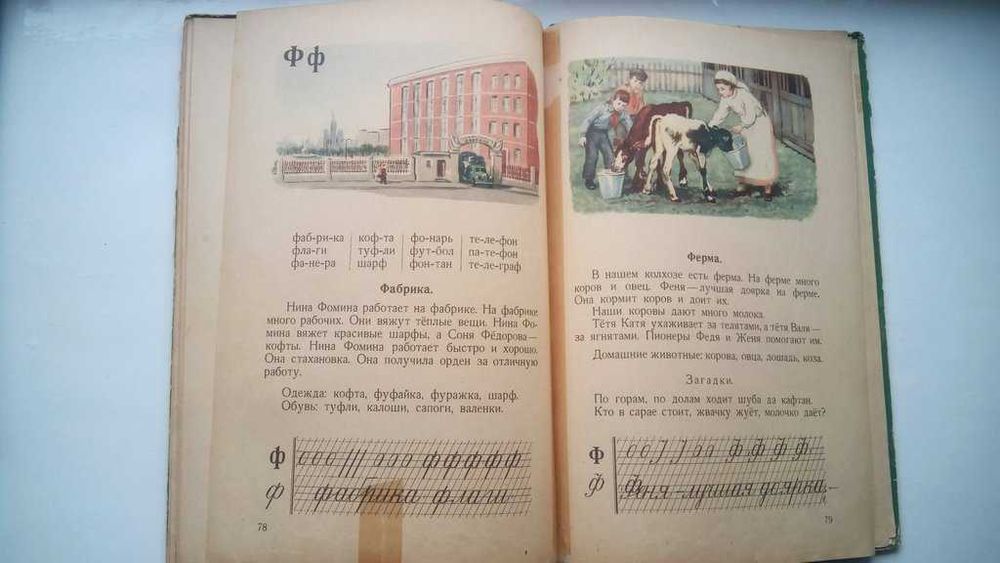 Ф ф
фаб-ри-ка коф-та фо-нарь те-ле-фон
фла-ги туф-ли фут-бол па-те-фон
фа-не-ра шарф фон-тан те-ле-граф
Фабрика.
Нина Фомина работает на фабрике. На фабрике
много рабочих. Они вяжут тёплые вещи. Нина Фо-
мина вяжет красивые шарфы, а Соня Фёдорова—
кофты. Нина Фомина работает быстро и хорошо.
Она стахановка. Она получила орден за отличную
работу.
Одежда: кофта, фуфайка, фуражка, шарф.
Обувь: туфли, калоши, сапоги, валенки.
ф ффффф
ф фабрика флаги
78
Ферма.
В нашем колхозе есть ферма. На ферме много
коров и овец. Феня—лучшая доярка на ферме.
Она кормит коров и доит их.
Наши коровы дают много молока.
Тётя Катя ухаживает за телятами, а тётя Валя—
за ягнятами. Пионеры Федя и Женя помогают им.
Домашние животные: корова, овца, лошадь, коза.
Загадки.
По горам, по долам ходит шуба да кафтан.
Кто в сарае стоит, жвачку жуёт, молочко даёт?
Ф ф ф ф ф
Ф Феня – лучшая доярка.
79